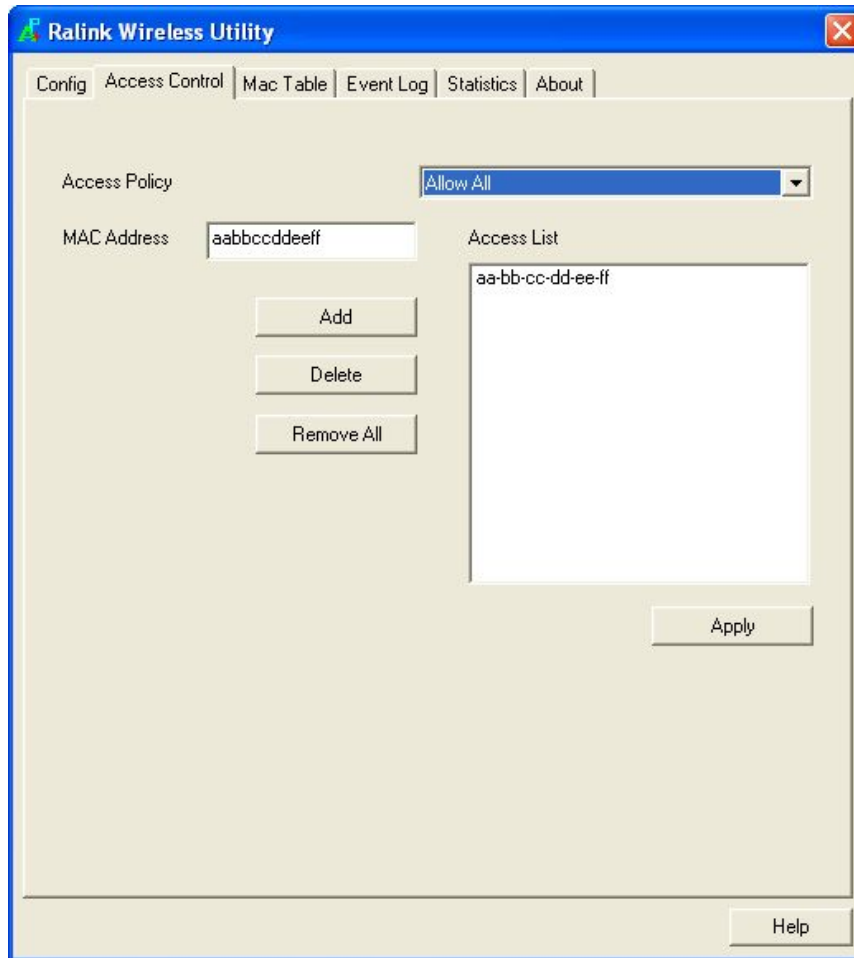 Ralink Wireless Utility
Config Access Control Mac Table Event Log Statistics About
Access Policy Allow All
MAC Address aabbccddeeff Access List
aa-bb-cc-dd-ee-ff
Add
Delete
Remove All
Apply
Help